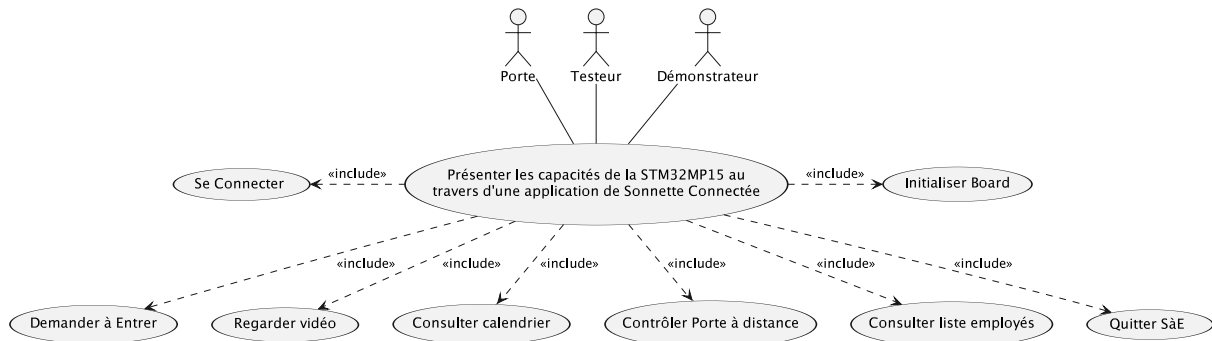 Porte
Testeur
Démonstrateur
Se Connecter
«include»
Présenter les capacités de la STM32MP15 au
travers d'une application de Sonnette Connectée
«include»
Initialiser Board
«include»
«include»
«include»
«include»
«include»
«include»
Demander à Entrer
Regarder vidéo
Consulter calendrier
Contrôler Porte à distance
Consulter liste employés
Quitter SàE